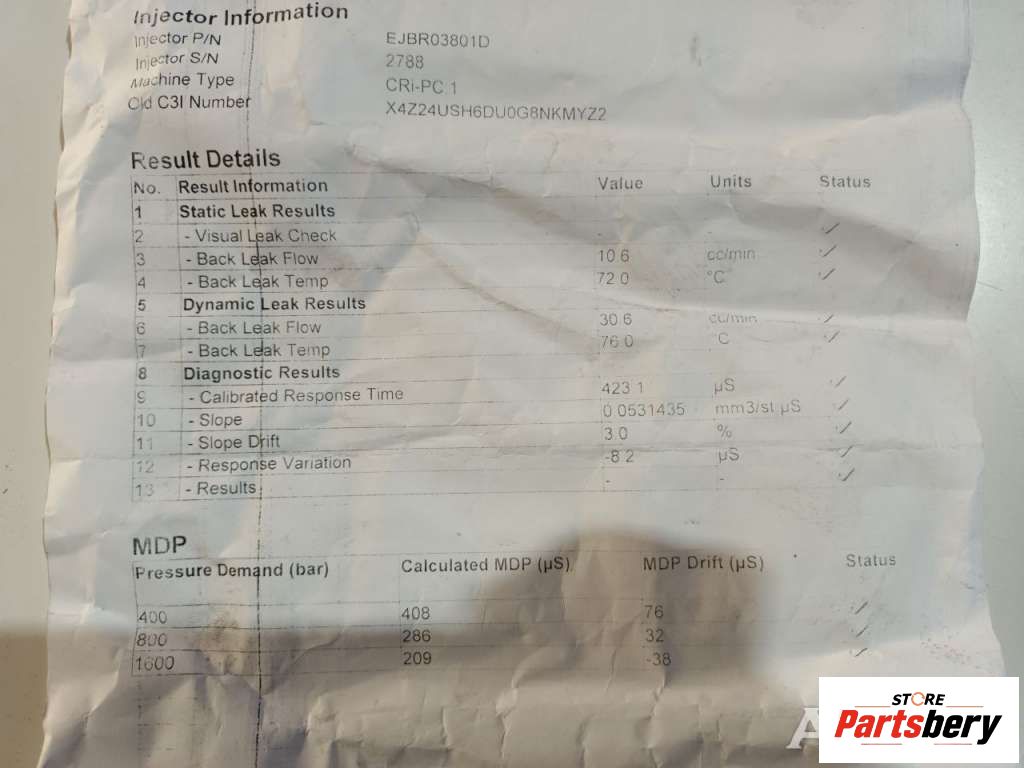 Injector Information
Injector P/N EJBR03801D
Injector S/N 2788
Machine Type CRi-PC 1
Old C3I Number X4Z24USH6DU0G8NKMYZ2
Result Details
No. Result Information Value Units Status
1 Static Leak Results
2 - Visual Leak Check - - ✓
3 - Back Leak Flow 10.6 cc/min ✓
4 - Back Leak Temp 72.0 °C ✓
5 Dynamic Leak Results
6 - Back Leak Flow 30.6 cc/min ✓
7 - Back Leak Temp 76.0 °C ✓
8 Diagnostic Results
9 - Calibrated Response Time 423.1 µS ✓
10 - Slope 0.0531435 mm3/st µS ✓
11 - Slope Drift 3.0 % ✓
12 - Response Variation -8.2 µS ✓
13 - Results - - ✓
MDP
Pressure Demand (bar) Calculated MDP (µS) MDP Drift (µS) Status
400 408 76 ✓
800 286 32 ✓
1600 209 -38 ✓
STORE
Partsbery